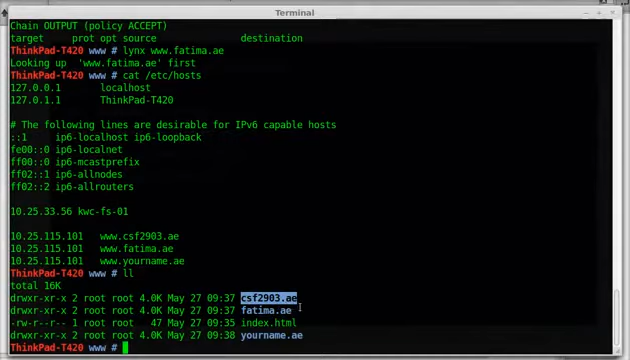 Terminal
Chain OUTPUT (policy ACCEPT)
target     prot opt source               destination
ThinkPad-T420 www # lynx www.fatima.ae
Looking up  'www.fatima.ae' first
ThinkPad-T420 www # cat /etc/hosts
127.0.0.1       localhost
127.0.1.1       ThinkPad-T420
# The following lines are desirable for IPv6 capable hosts
::1     ip6-localhost ip6-loopback
fe00::0 ip6-localnet
ff00::0 ip6-mcastprefix
ff02::1 ip6-allnodes
ff02::2 ip6-allrouters
10.25.33.56 kwc-fs-01
10.25.115.101   www.csf2903.ae
10.25.115.101   www.fatima.ae
10.25.115.101   www.yourname.ae
ThinkPad-T420 www # ll
total 16K
drwxr-xr-x 2 root root 4.0K May 27 09:37 csf2903.ae
drwxr-xr-x 2 root root 4.0K May 27 09:37 fatima.ae
-rw-r--r-- 1 root root   47 May 27 09:35 index.html
drwxr-xr-x 2 root root 4.0K May 27 09:38 yourname.ae
ThinkPad-T420 www #